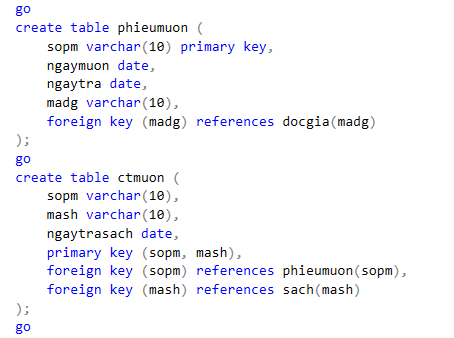 go
create table phieumuon (
    sopm varchar(10) primary key,
    ngaymuon date,
    ngaytra date,
    madg varchar(10),
    foreign key (madg) references docgia(madg)
);
go
create table ctmuon (
    sopm varchar(10),
    mash varchar(10),
    ngaytrasach date,
    primary key (sopm, mash),
    foreign key (sopm) references phieumuon(sopm),
    foreign key (mash) references sach(mash)
);
go